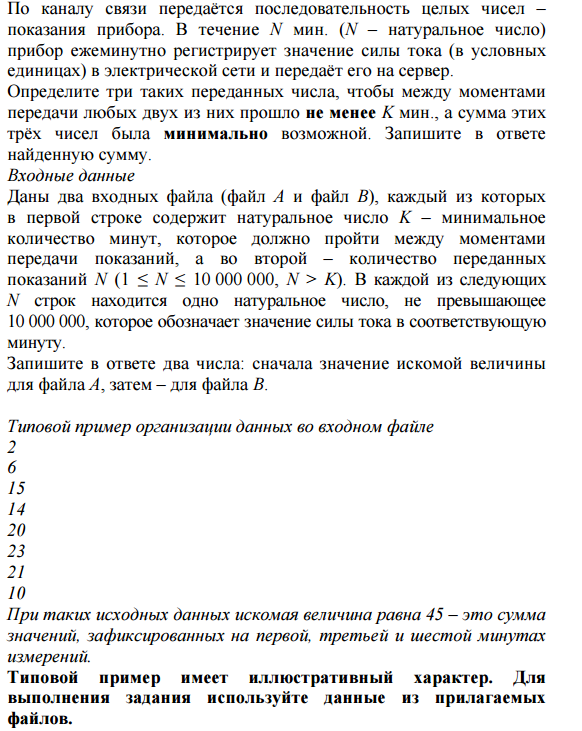 По каналу связи передаётся последовательность целых чисел –
показания прибора. В течение N мин. (N – натуральное число)
прибор ежеминутно регистрирует значение силы тока (в условных
единицах) в электрической сети и передаёт его на сервер.
Определите три таких переданных числа, чтобы между моментами
передачи любых двух из них прошло не менее K мин., а сумма этих
трёх чисел была минимально возможной. Запишите в ответе
найденную сумму.
Входные данные
Даны два входных файла (файл A и файл B), каждый из которых
в первой строке содержит натуральное число K – минимальное
количество минут, которое должно пройти между моментами
передачи показаний, а во второй – количество переданных
показаний N (1 ≤ N ≤ 10 000 000, N > K). В каждой из следующих
N строк находится одно натуральное число, не превышающее
10 000 000, которое обозначает значение силы тока в соответствующую
минуту.
Запишите в ответе два числа: сначала значение искомой величины
для файла A, затем – для файла B.
Типовой пример организации данных во входном файле
2
6
15
14
20
23
21
10
При таких исходных данных искомая величина равна 45 – это сумма
значений, зафиксированных на первой, третьей и шестой минутах
измерений.
Типовой пример имеет иллюстративный характер. Для
выполнения задания используйте данные из прилагаемых
файлов.